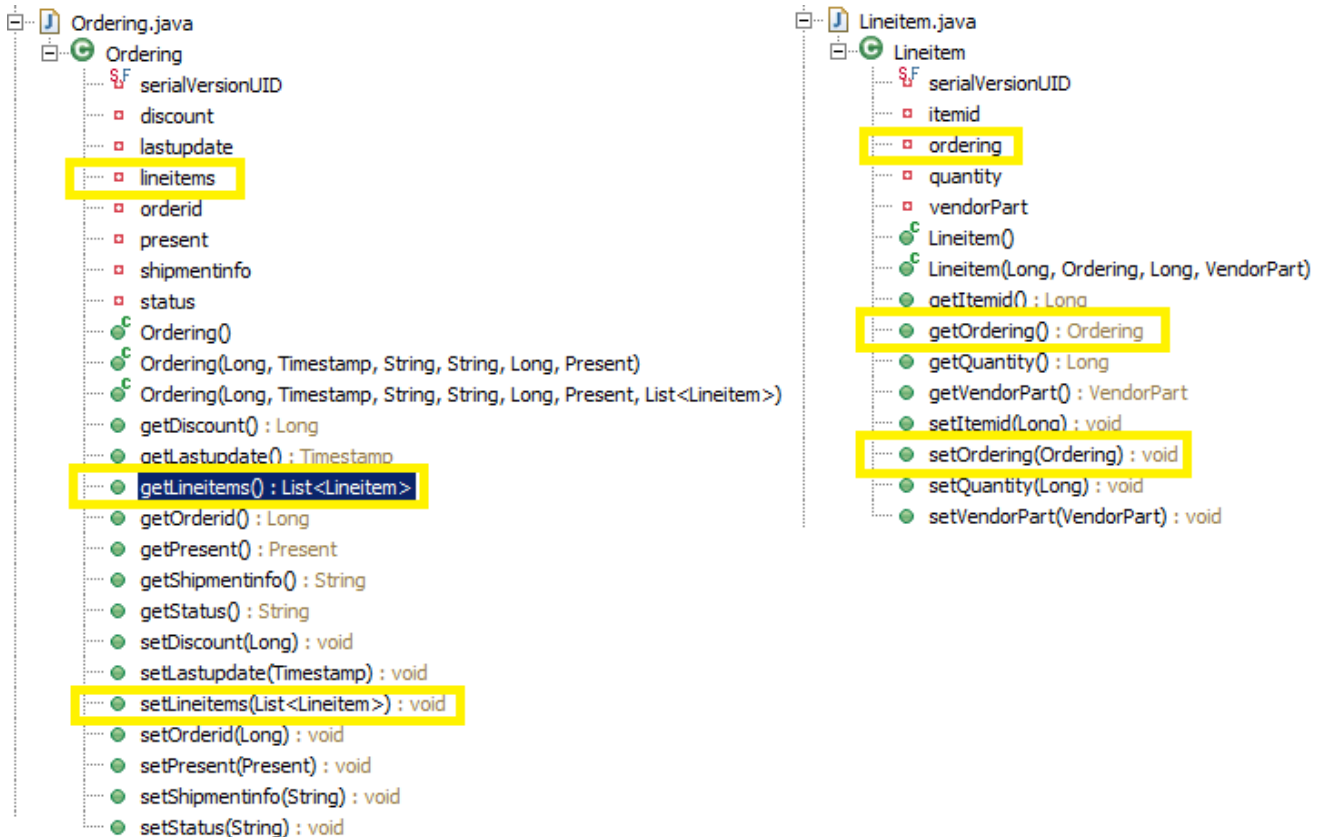 Ordering.java
Ordering
serialVersionUID
discount
lastupdate
lineitems
orderid
present
shipmentinfo
status
Ordering()
Ordering(Long, Timestamp, String, String, Long, Present)
Ordering(Long, Timestamp, String, String, Long, Present, List<Lineitem>)
getDiscount() : Long
getLastupdate() : Timestamp
getLineitems() : List<Lineitem>
getOrderid() : Long
getPresent() : Present
getShipmentinfo() : String
getStatus() : String
setDiscount(Long) : void
setLastupdate(Timestamp) : void
setLineitems(List<Lineitem>) : void
setOrderid(Long) : void
setPresent(Present) : void
setShipmentinfo(String) : void
setStatus(String) : void
Lineitem.java
Lineitem
serialVersionUID
itemid
ordering
quantity
vendorPart
Lineitem()
Lineitem(Long, Ordering, Long, VendorPart)
getItemid() : Long
getOrdering() : Ordering
getQuantity() : Long
getVendorPart() : VendorPart
setItemid(Long) : void
setOrdering(Ordering) : void
setQuantity(Long) : void
setVendorPart(VendorPart) : void